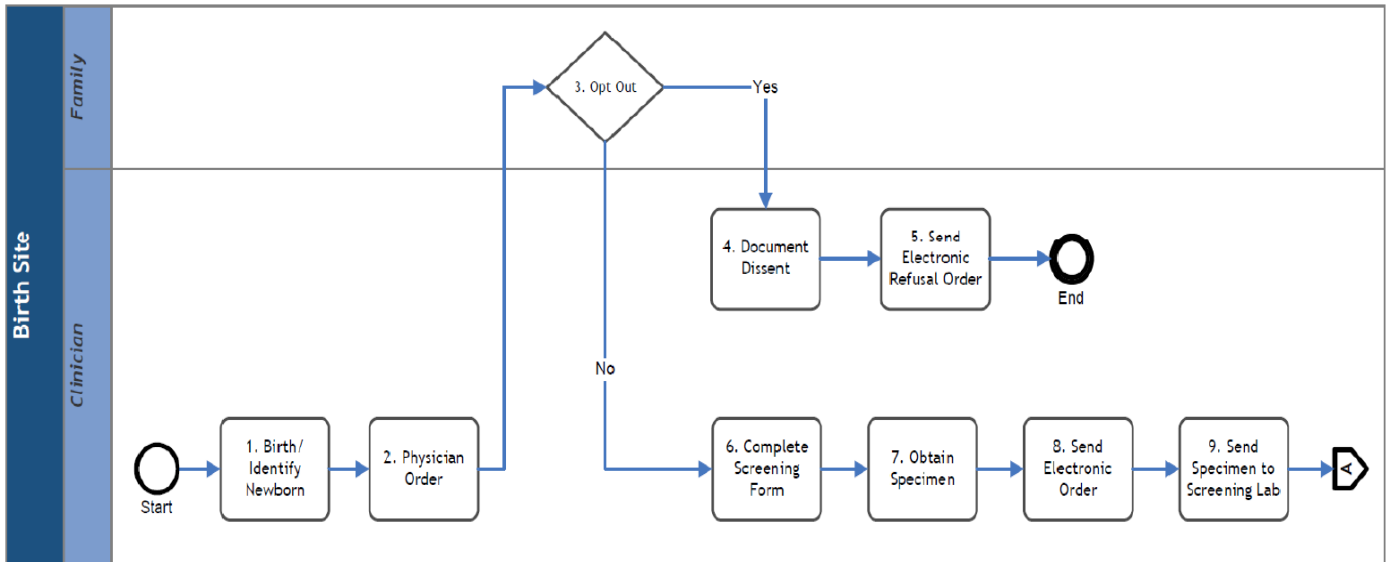 Birth Site
Family
Clinician
3. Opt Out
Yes
4. Document
Dissent
5. Send
Electronic
Refusal Order
End
No
Start
1. Birth/
Identify
Newborn
2. Physician
Order
6. Complete
Screening
Form
7. Obtain
Specimen
8. Send
Electronic
Order
9. Send
Specimen to
Screening Lab
A